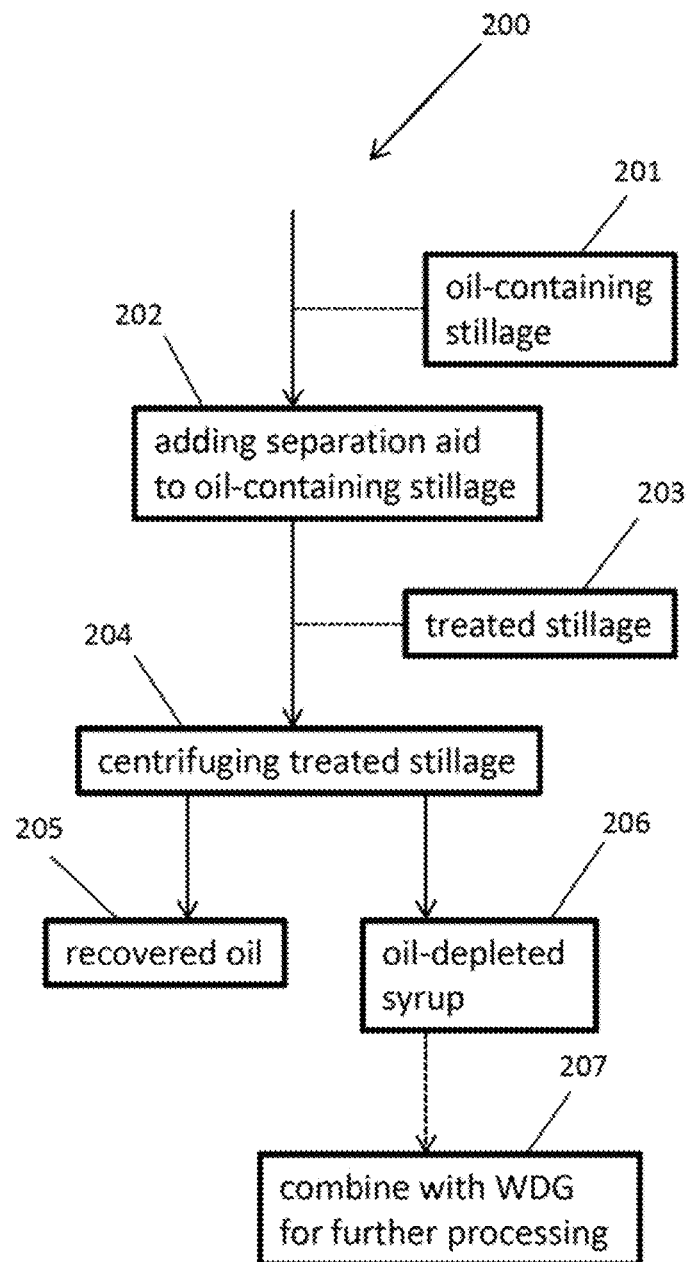 200
201
oil-containing
stillage
202
adding separation aid
to oil-containing stillage
203
treated stillage
204
centrifuging treated stillage
205
recovered oil
206
oil-depleted
syrup
207
combine with WDG
for further processing